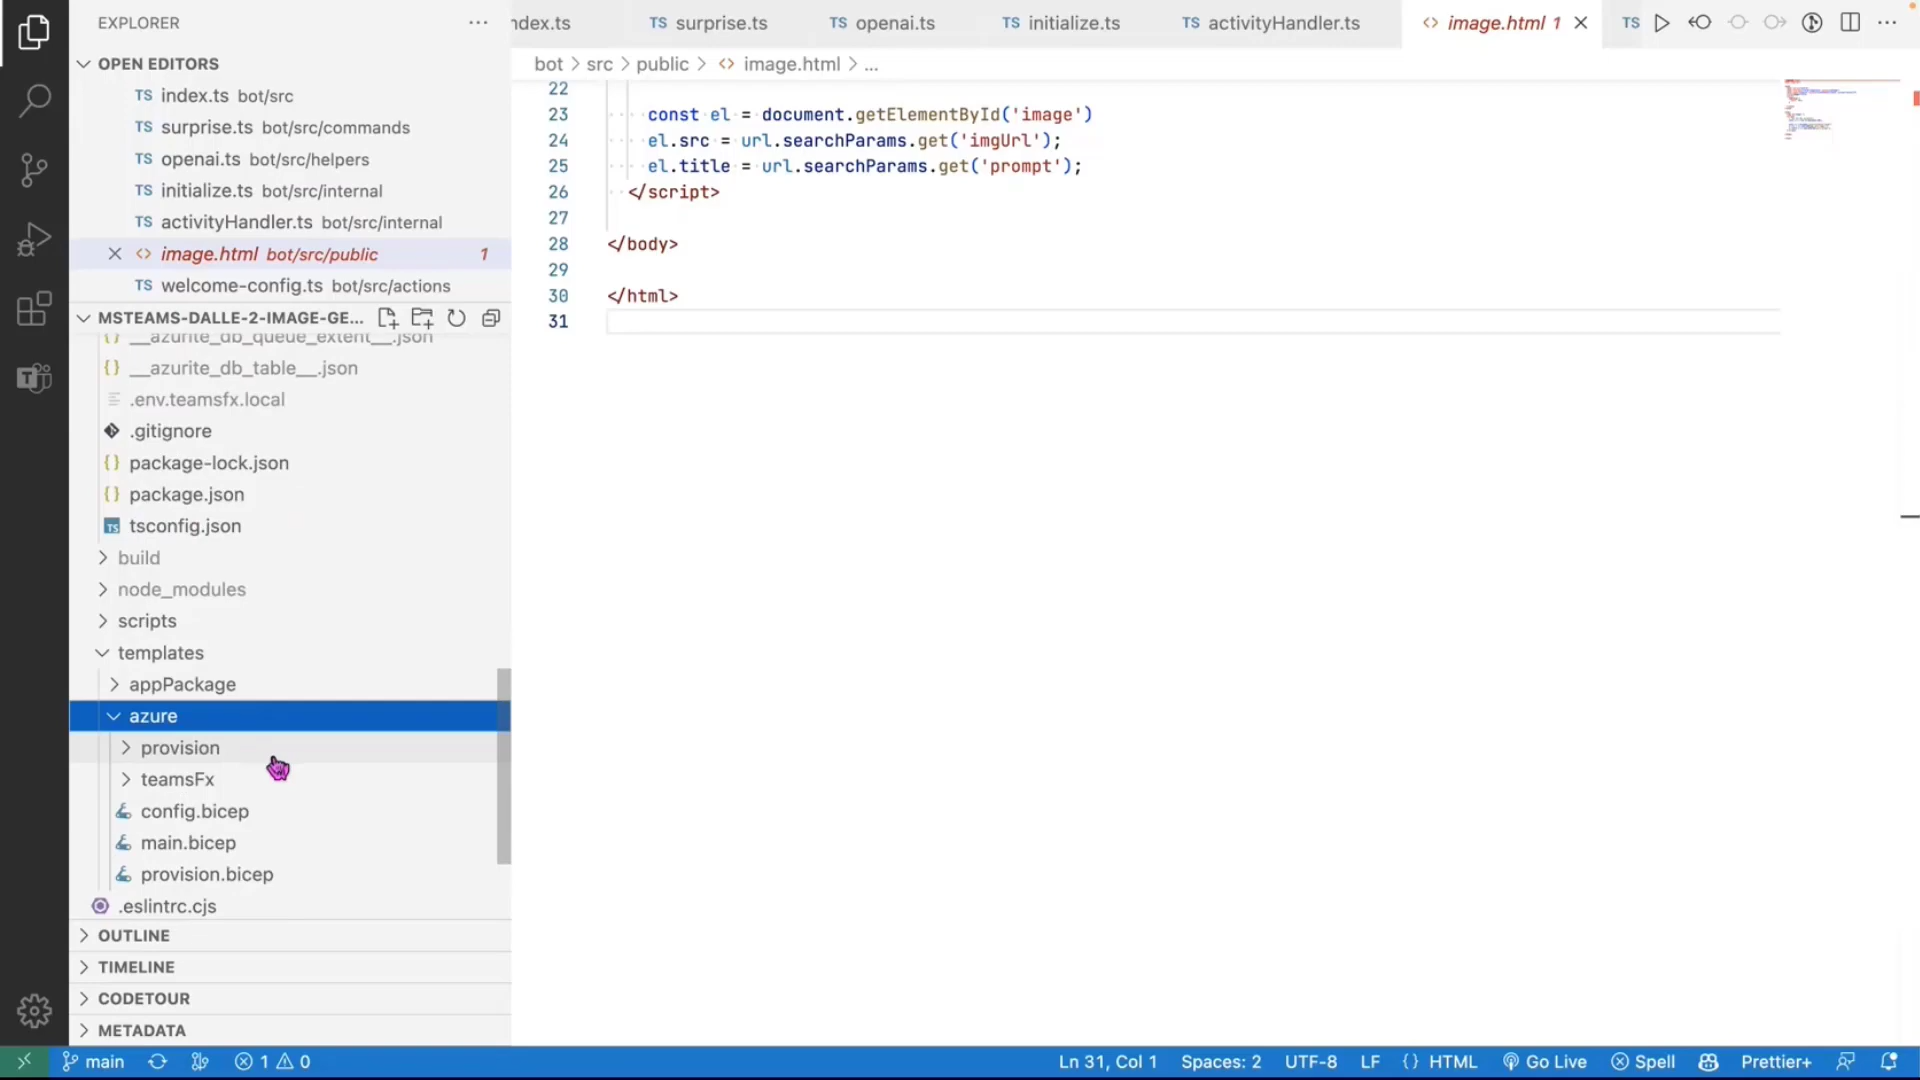 EXPLORER
OPEN EDITORS
TS index.ts bot/src
TS surprise.ts bot/src/commands
TS openai.ts bot/src/helpers
TS initialize.ts bot/src/internal
TS activityHandler.ts bot/src/internal
<> image.html bot/src/public 1
TS welcome-config.ts bot/src/actions
MSTEAMS-DALLE-2-IMAGE-GE...
{} __azurite_db_queue_extent__.json
{} __azurite_db_table__.json
.env.teamsfx.local
.gitignore
{} package-lock.json
{} package.json
TS tsconfig.json
build
node_modules
scripts
templates
appPackage
azure
provision
teamsFx
config.bicep
main.bicep
provision.bicep
.eslintrc.cjs
OUTLINE
TIMELINE
CODETOUR
METADATA
ndex.ts TS surprise.ts TS openai.ts TS initialize.ts TS activityHandler.ts <> image.html 1 TS
bot > src > public > <> image.html > ...
22
23 const el = document.getElementById('image')
24 el.src = url.searchParams.get('imgUrl');
25 el.title = url.searchParams.get('prompt');
26 </script>
27
28 </body>
29
30 </html>
31
main 1 0 Ln 31, Col 1 Spaces: 2 UTF-8 LF {} HTML Go Live Spell Prettier+